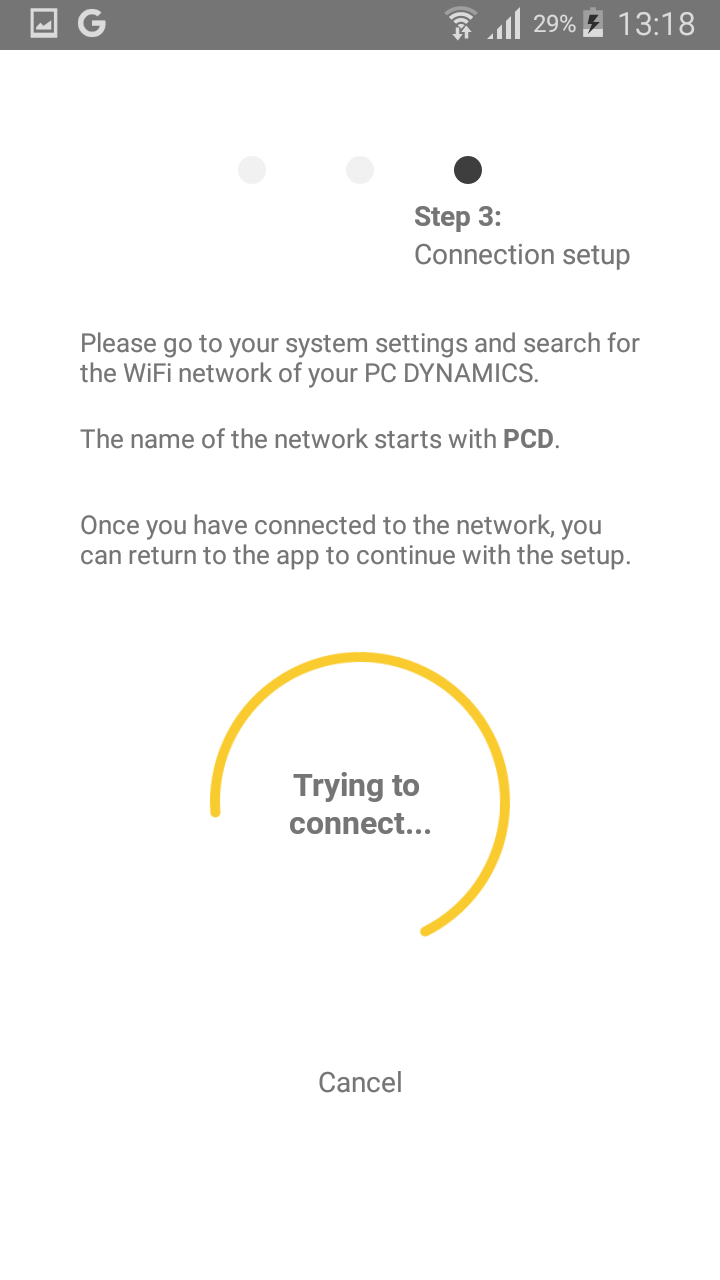 G 29% 13:18
Step 3:
Connection setup
Please go to your system settings and search for
the WiFi network of your PC DYNAMICS.
The name of the network starts with PCD.
Once you have connected to the network, you
can return to the app to continue with the setup.
Trying to
connect...
Cancel